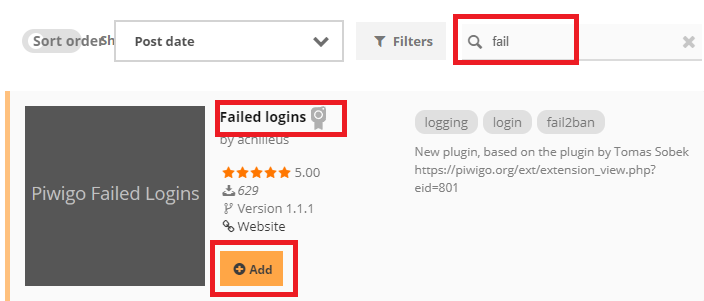 Sort order Sh
Post date
Filters
fail
Piwigo Failed Logins
Failed logins
by achilleus
5.00
629
Version 1.1.1
Website
Add
logging login fail2ban
New plugin, based on the plugin by Tomas Sobek
https://piwigo.org/ext/extension_view.php?
eid=801